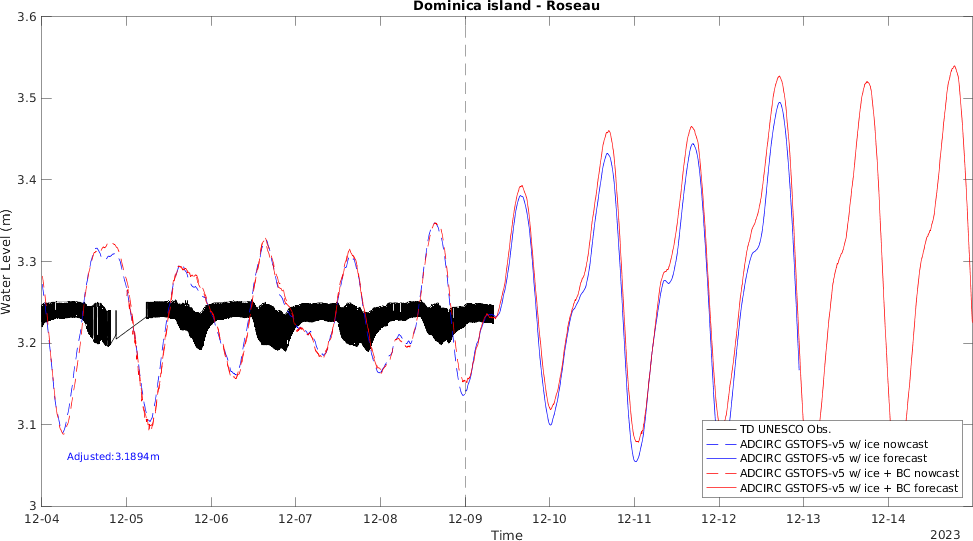 Dominica island - Roseau
3.6
3.5
3.4
3.3
3.2
3.1
3
Water Level (m)
Adjusted:3.1894m
TD UNESCO Obs.
ADCIRC GSTOFS-v5 w/ ice nowcast
ADCIRC GSTOFS-v5 w/ ice forecast
ADCIRC GSTOFS-v5 w/ ice + BC nowcast
ADCIRC GSTOFS-v5 w/ ice + BC forecast
12-04 12-05 12-06 12-07 12-08 12-09 12-10 12-11 12-12 12-13 12-14
Time
2023